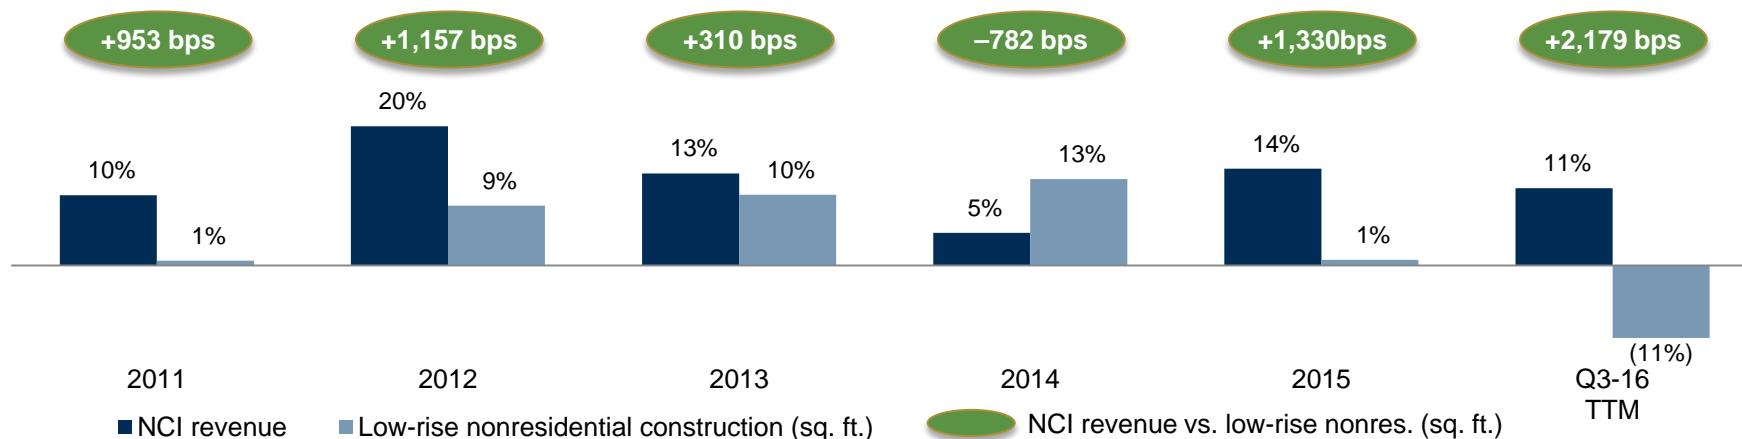 +953 bps
+1,157 bps
+310 bps
–782 bps
+1,330bps
+2,179 bps
10%
1%
20%
9%
13%
10%
5%
13%
14%
1%
11%
(11%)
2011
2012
2013
2014
2015
Q3-16
TTM
NCI revenue
Low-rise nonresidential construction (sq. ft.)
NCI revenue vs. low-rise nonres. (sq. ft.)